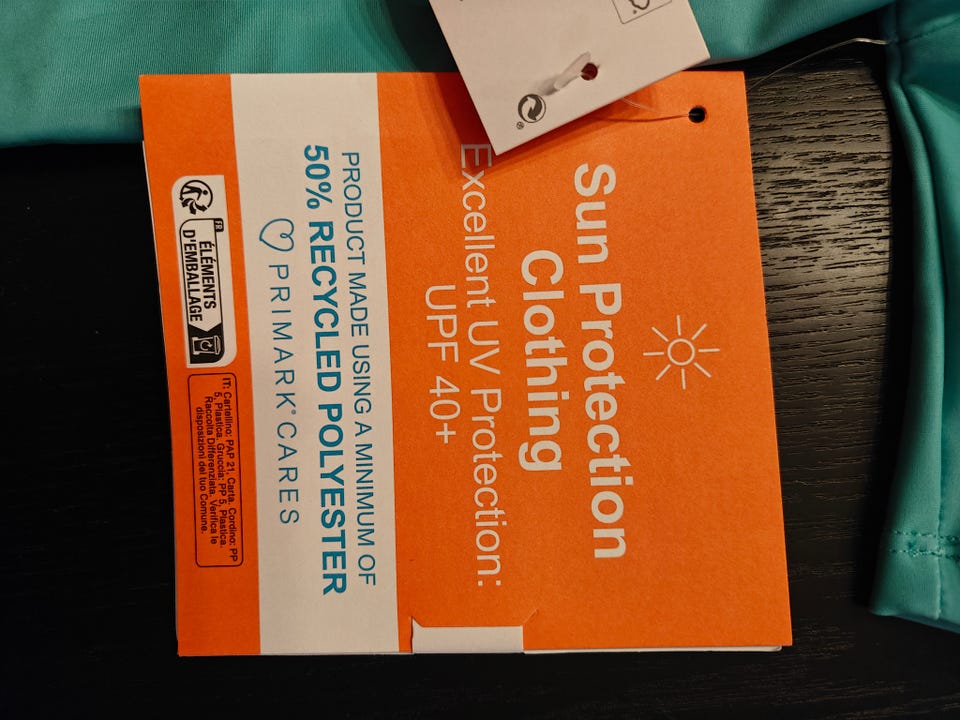 Sun Protection
Clothing
Excellent UV Protection:
UPF 40+
PRODUCT MADE USING A MINIMUM OF
50% RECYCLED POLYESTER
PRIMARK® CARES
FR
ÉLÉMENTS
D'EMBALLAGE
IT: Cartellino: PAP 21, Carta. Cordino: PP
5, Plastica. Gruccia: PP 5, Plastica.
Raccolta Differenziata. Verifica le
disposizioni del tuo Comune.